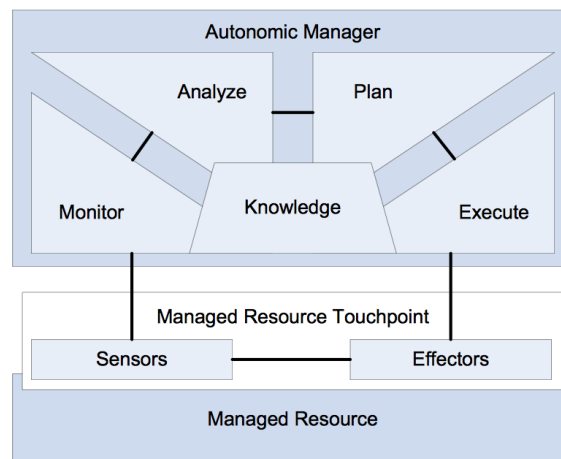 Autonomic Manager
Analyze
Plan
Monitor
Knowledge
Execute
Managed Resource Touchpoint
Sensors
Effectors
Managed Resource